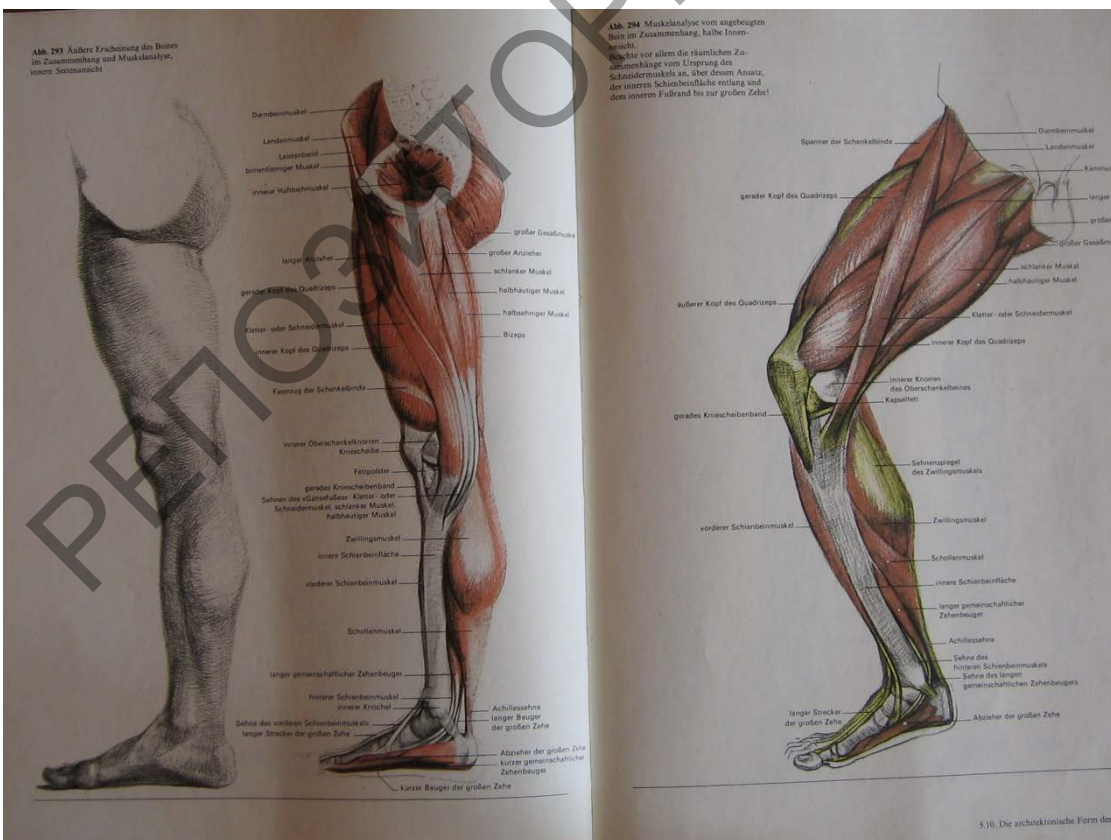 Abb. 293 Äußere Erscheinung des Beines
im Zusammenhang und Muskelanalyse,
innere Seitenansicht
Darmbeinmuskel
Lendenmuskel
Leistenband
birnenförmiger Muskel
innerer Hüftlochmuskel
langer Anzieher
gerader Kopf des Quadrizeps
Kletter- oder Schneidermuskel
innerer Kopf des Quadrizeps
Faserzug der Schenkelbinde
innerer Oberschenkelknorren
Kniescheibe
Fettpolster
gerades Kniescheibenband
Sehnen des «Gänsefußes»: Kletter- oder
Schneidermuskel, schlanker Muskel,
halbhäutiger Muskel
Zwillingsmuskel
innere Schienbeinfläche
vorderer Schienbeinmuskel
Schollenmuskel
langer gemeinschaftlicher Zehenbeuger
hinterer Schienbeinmuskel
innerer Knöchel
Sehne des vorderen Schienbeinmuskels
langer Strecker der großen Zehe
großer Gesäßmuske
großer Anzieher
schlanker Muskel
halbhäutiger Muskel
halbsehniger Muskel
Bizeps
Achillessehne
langer Beuger
der großen Zehe
Abzieher der großen Zehe
kurzer gemeinschaftlicher
Zehenbeuger
kurzer Beuger der großen Zehe
Abb. 294 Muskelanalyse vom angebeugten
Bein im Zusammenhang, halbe Innen-
ansicht.
Beachte vor allem die räumlichen Zu-
sammenhänge vom Ursprung des
Schneidermuskels an, über dessen Ansatz,
der inneren Schienbeinfläche entlang und
dem inneren Fußrand bis zur großen Zehe!
Spanner der Schenkelbinde
gerader Kopf des Quadrizeps
äußerer Kopf des Quadrizeps
gerades Kniescheibenband
vorderer Schienbeinmuskel
langer Strecker
der großen Zehe
Darmbeinmuskel
Lendenmuskel
Kammu
langer
große
großer Gesäßm
schlanker Muskel
halbhäutiger Muskel
Kletter- oder Schneidermuskel
innerer Kopf des Quadrizeps
innerer Knorren
des Oberschenkelbeines
Kapselfett
Sehnenspiegel
des Zwillingsmuskels
Zwillingsmuskel
Schollenmuskel
innere Schienbeinfläche
langer gemeinschaftlicher
Zehenbeuger
Achillessehne
Sehne des
hinteren Schienbeinmuskels
Sehne des langen
gemeinschaftlichen Zehenbeugers
Abzieher der großen Zehe
5.10. Die architektonische Form de